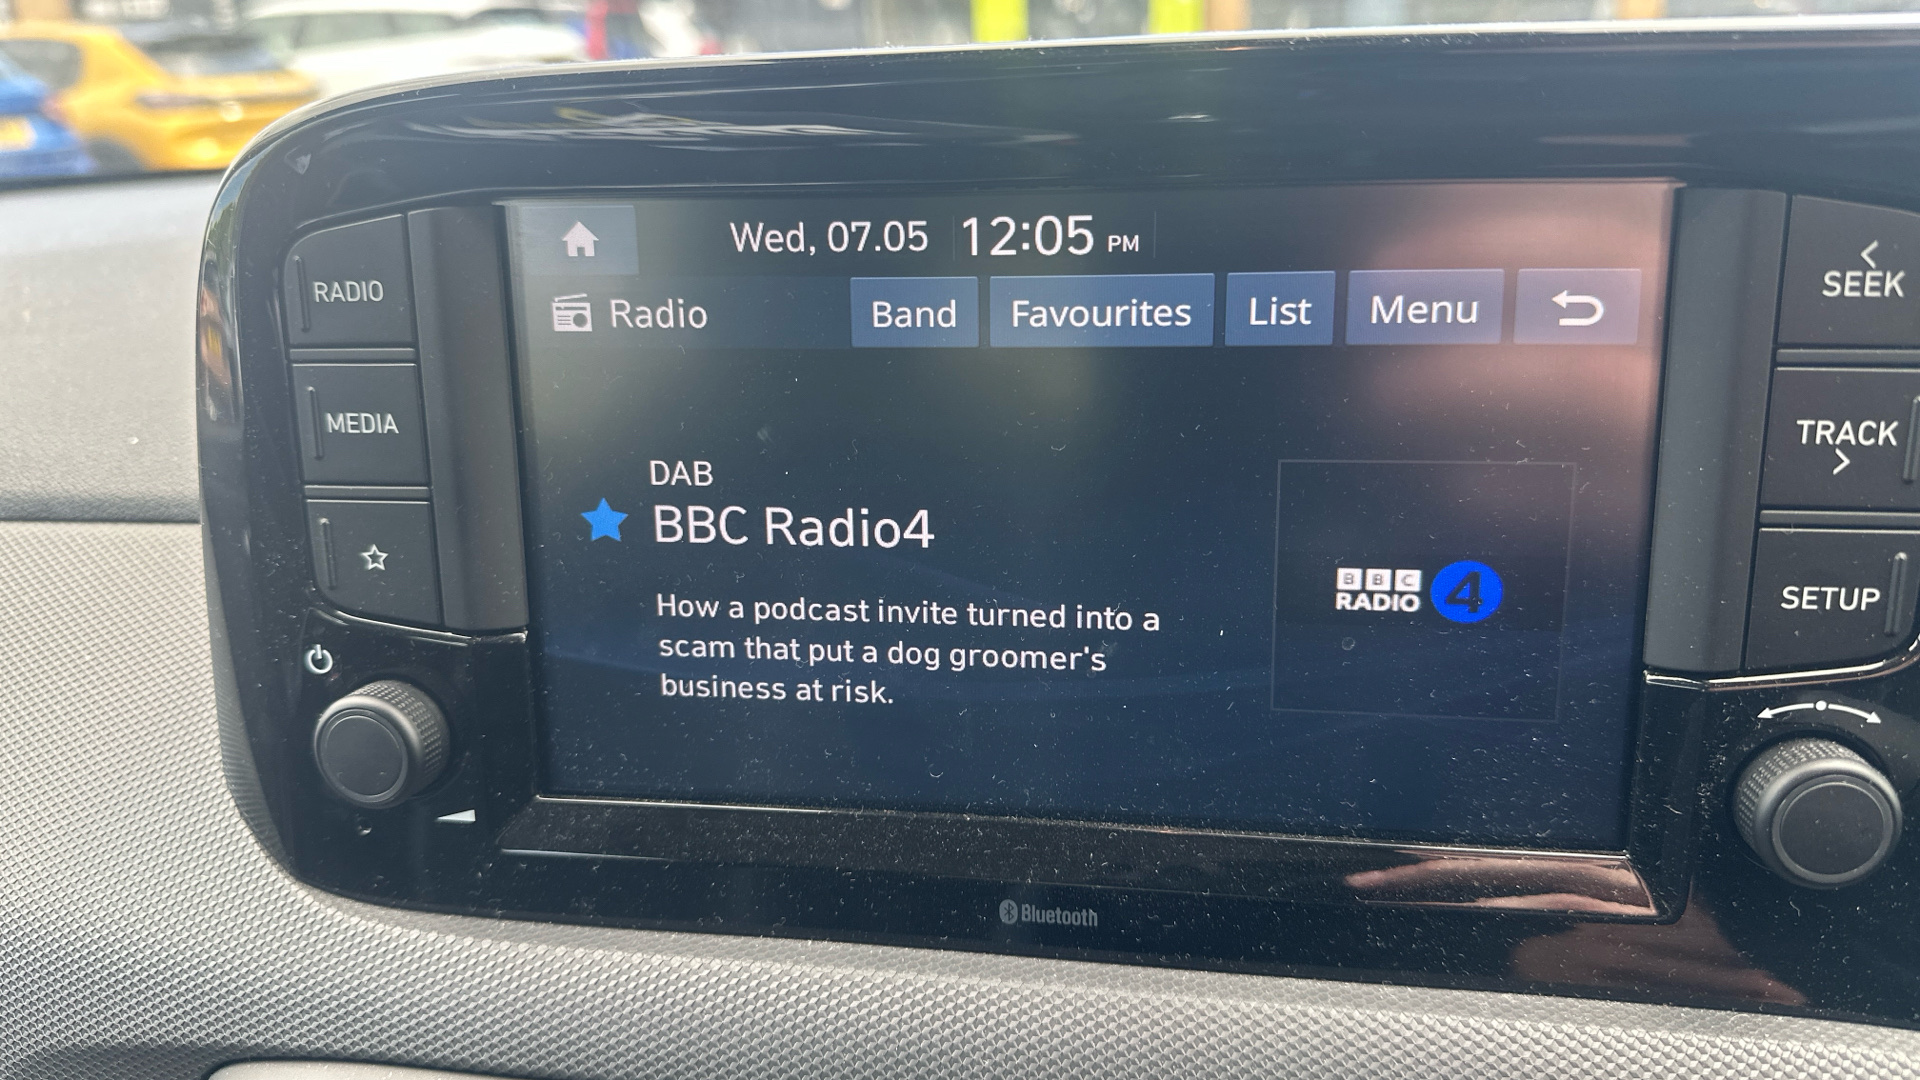 Wed, 07.05 12:05 PM
Radio Band Favourites List Menu
RADIO
MEDIA
DAB
BBC Radio4
How a podcast invite turned into a
scam that put a dog groomer's
business at risk.
BBC
RADIO 4
SEEK
TRACK
SETUP
Bluetooth